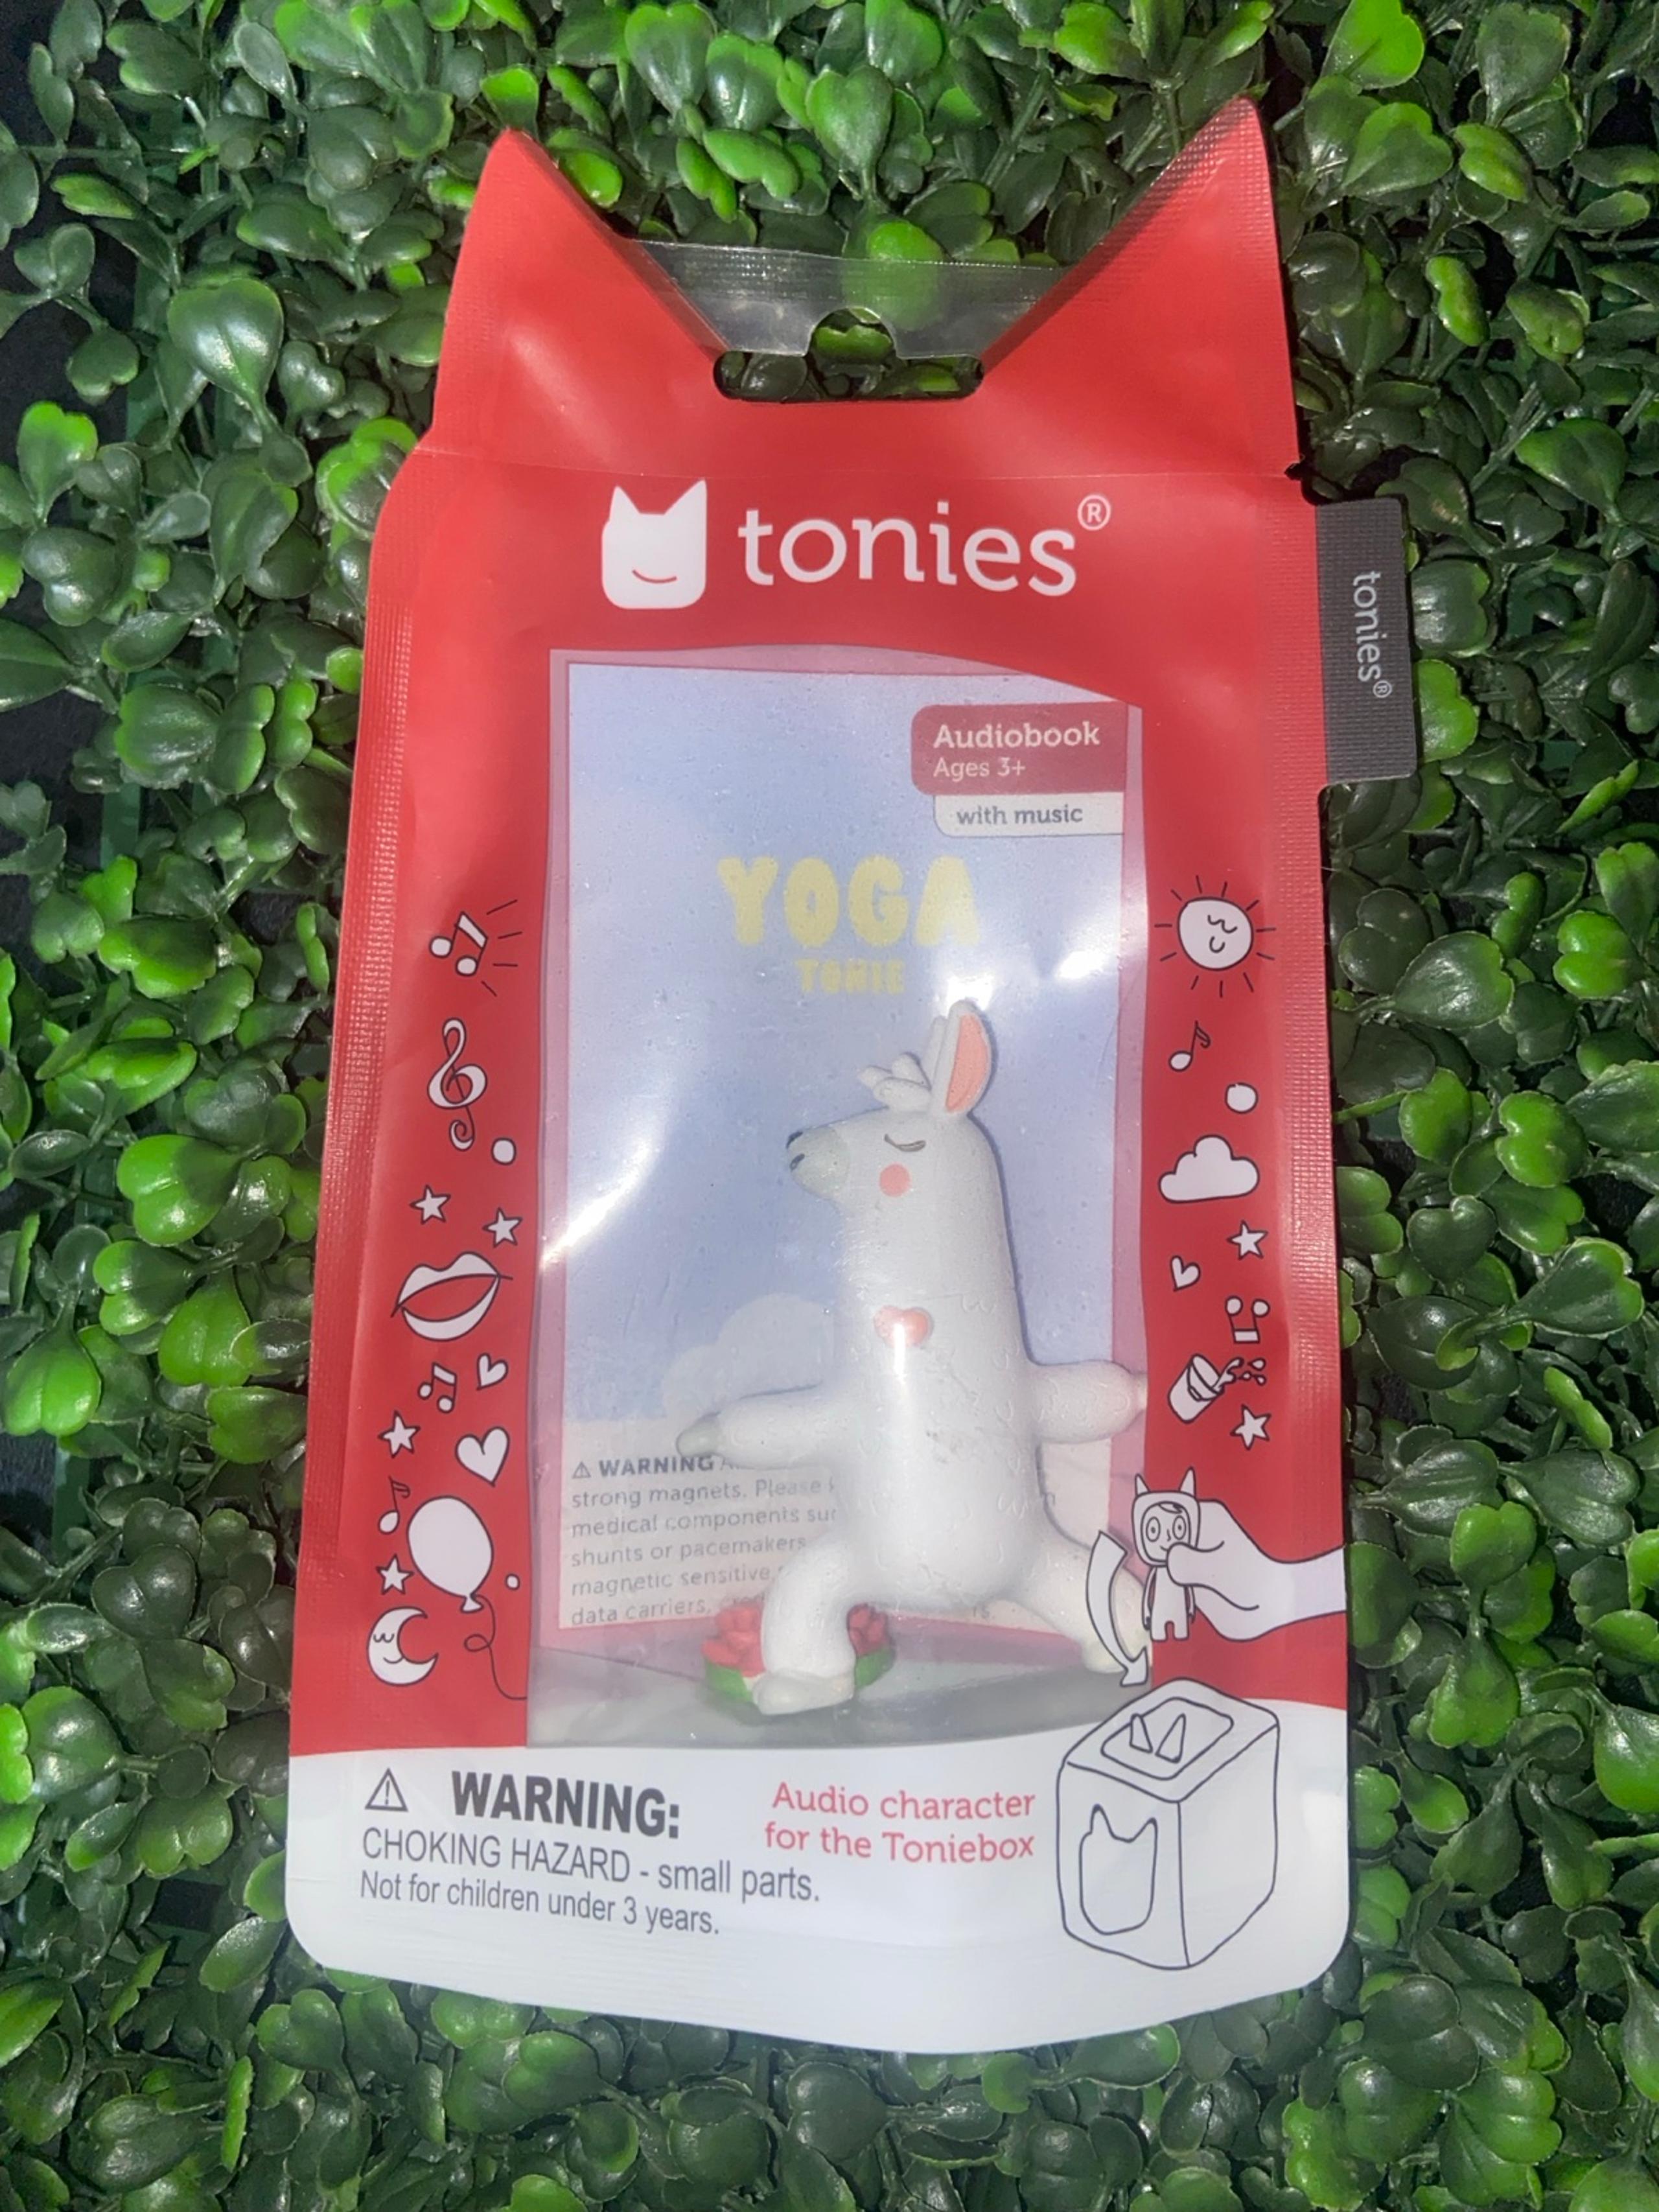 tonies®
tonies®
Audiobook
Ages 3+
with music
YOGA
TONIE
⚠ WARNING
strong magnets. Please
medical components
shunts or pacemakers
magnetic sensitive
data carriers,
⚠ WARNING:
CHOKING HAZARD - small parts.
Not for children under 3 years.
Audio character
for the Toniebox